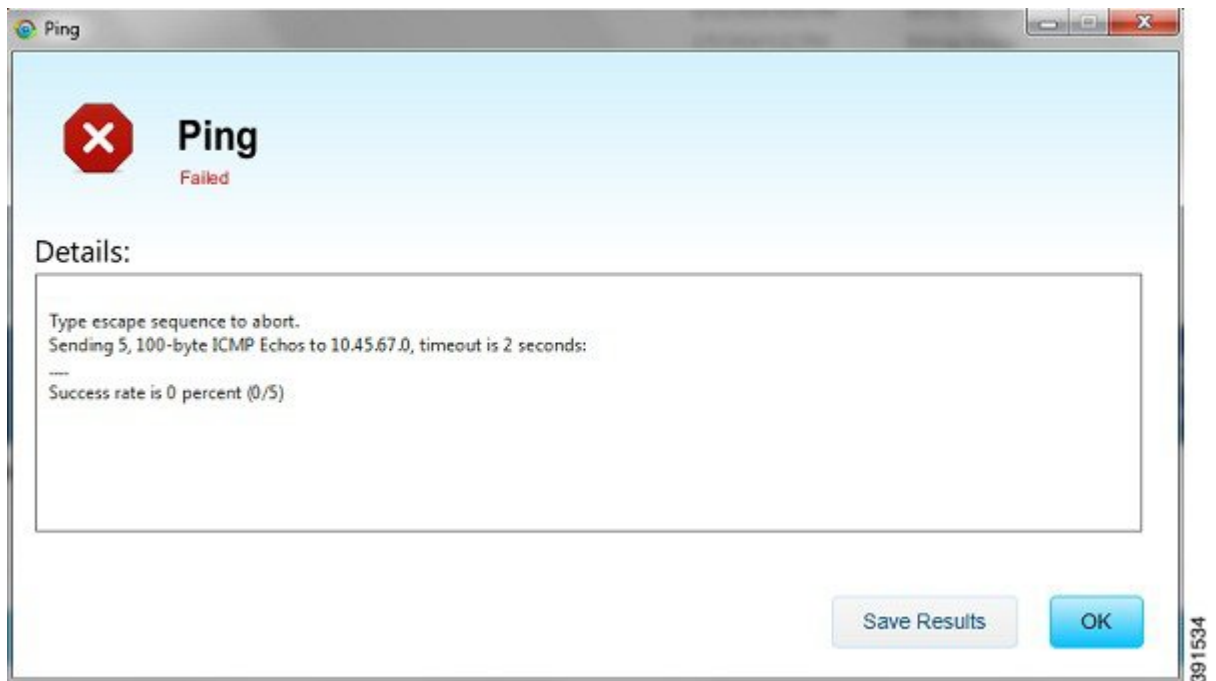 Ping
Ping
Failed
Details:
Type escape sequence to abort.
Sending 5, 100-byte ICMP Echos to 10.45.67.0, timeout is 2 seconds:
.....
Success rate is 0 percent (0/5)
Save Results
OK
391534